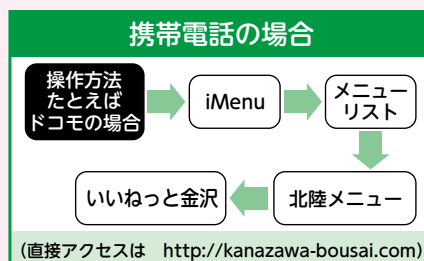 携帯電話の場合
操作方法
たとえば
ドコモの場合
iMenu
メニュー
リスト
北陸メニュー
いいねっと金沢
(直接アクセスは http://kanazawa-bousai.com)